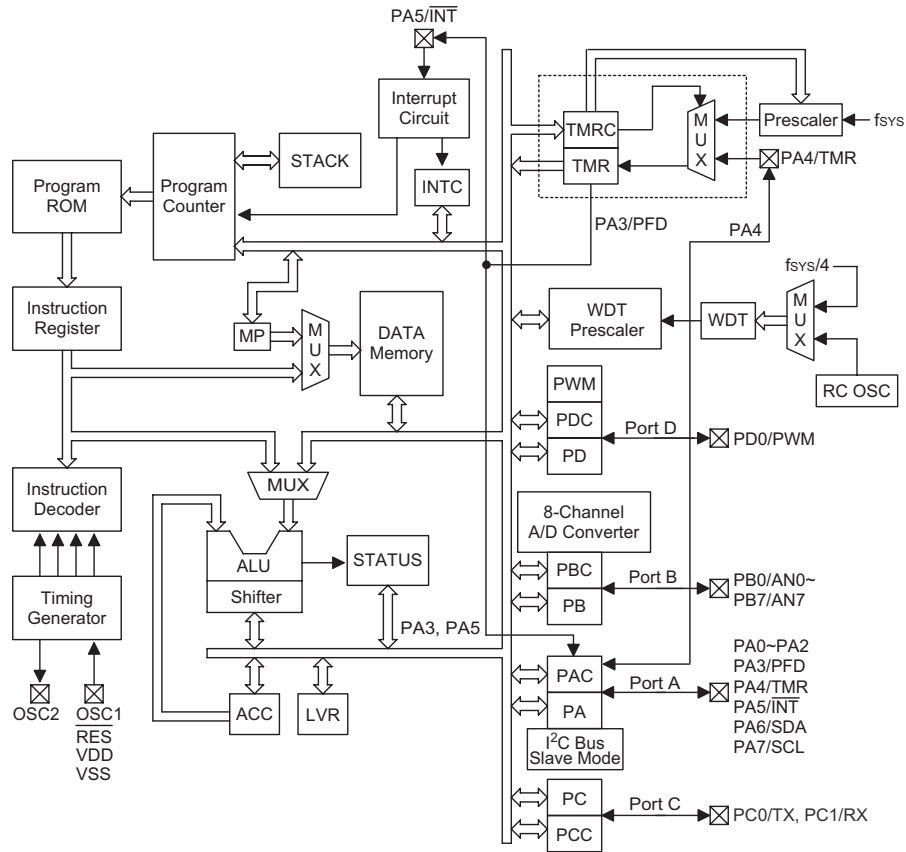 PA5/INT
Interrupt
Circuit
STACK
INTC
Program
ROM
Program
Counter
Instruction
Register
MP
MUX
DATA
Memory
Instruction
Decoder
MUX
ALU
Shifter
STATUS
Timing
Generator
OSC2
OSC1
RES
VDD
VSS
ACC
LVR
PA3, PA5
TMRC
TMR
MUX
Prescaler
fSYS
PA4/TMR
PA3/PFD
PA4
fSYS/4
WDT
Prescaler
WDT
MUX
RC OSC
PWM
PDC
PD
Port D
PD0/PWM
8-Channel
A/D Converter
PBC
PB
Port B
PB0/AN0~
PB7/AN7
PAC
PA
Port A
I²C Bus
Slave Mode
PA0~PA2
PA3/PFD
PA4/TMR
PA5/INT
PA6/SDA
PA7/SCL
PC
PCC
Port C
PC0/TX, PC1/RX